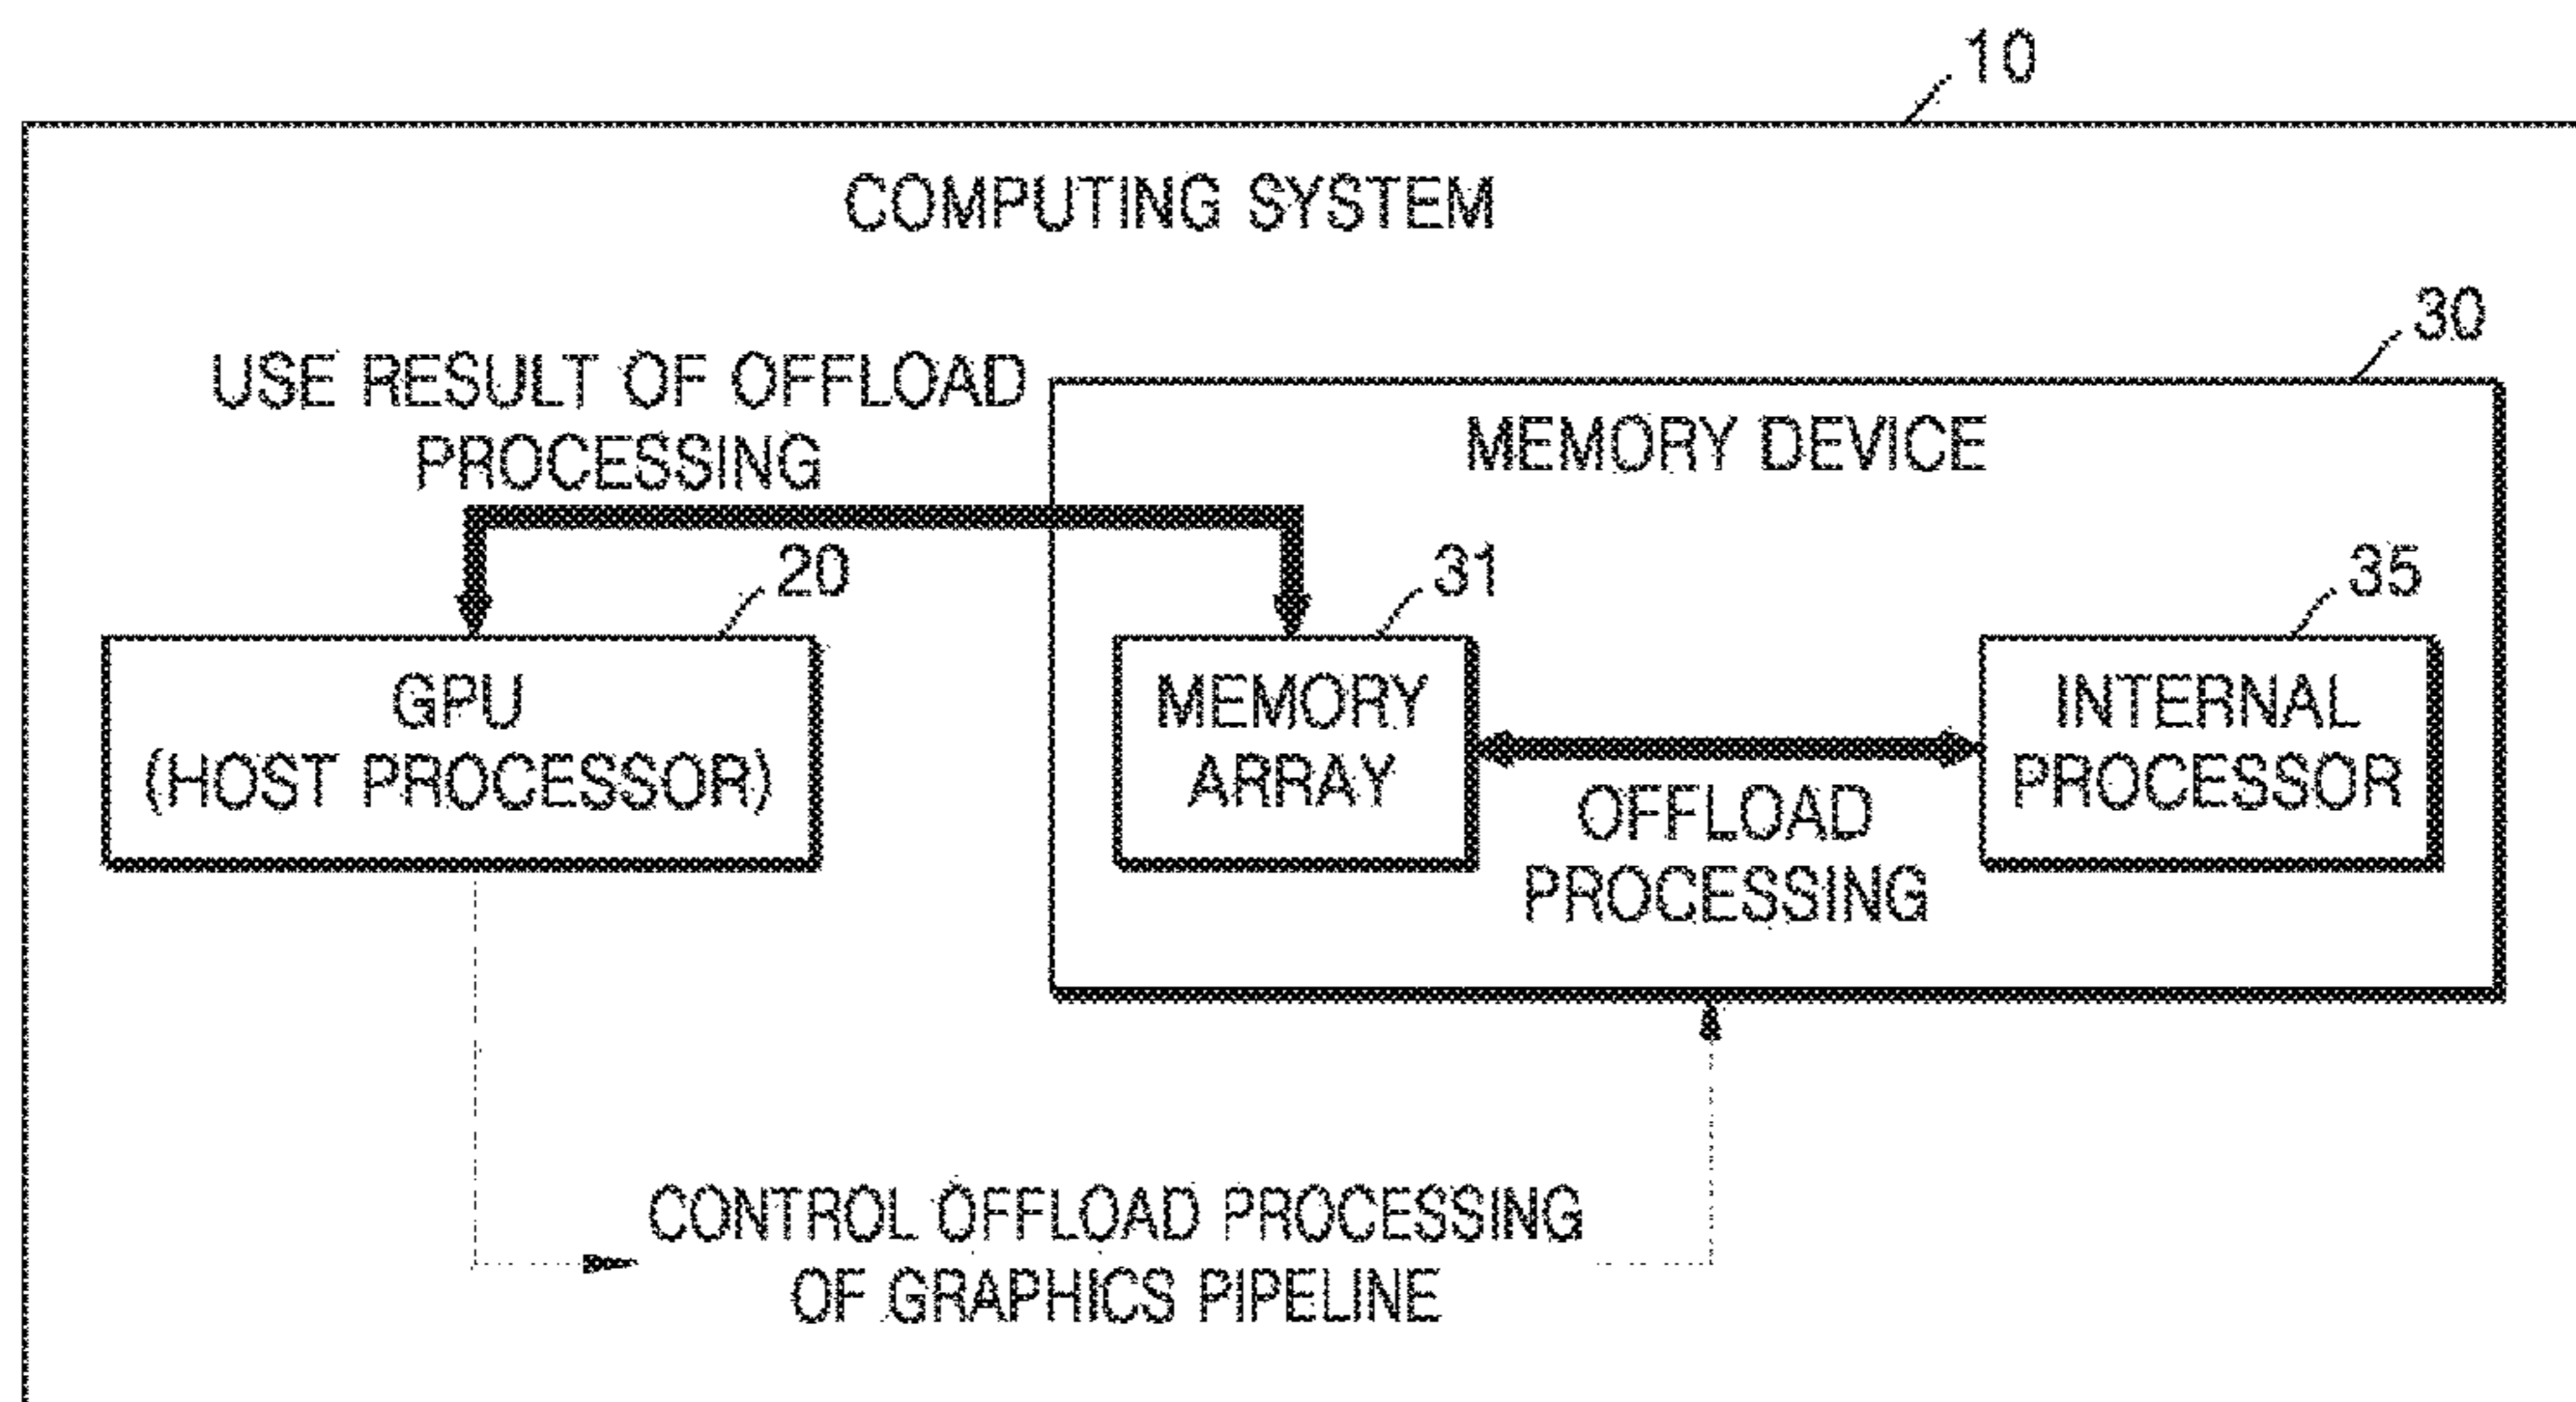 10
COMPUTING SYSTEM
30
USE RESULT OF OFFLOAD
PROCESSING
MEMORY DEVICE
20
31
35
GPU
(HOST PROCESSOR)
MEMORY
ARRAY
INTERNAL
PROCESSOR
OFFLOAD
PROCESSING
CONTROL OFFLOAD PROCESSING
OF GRAPHICS PIPELINE